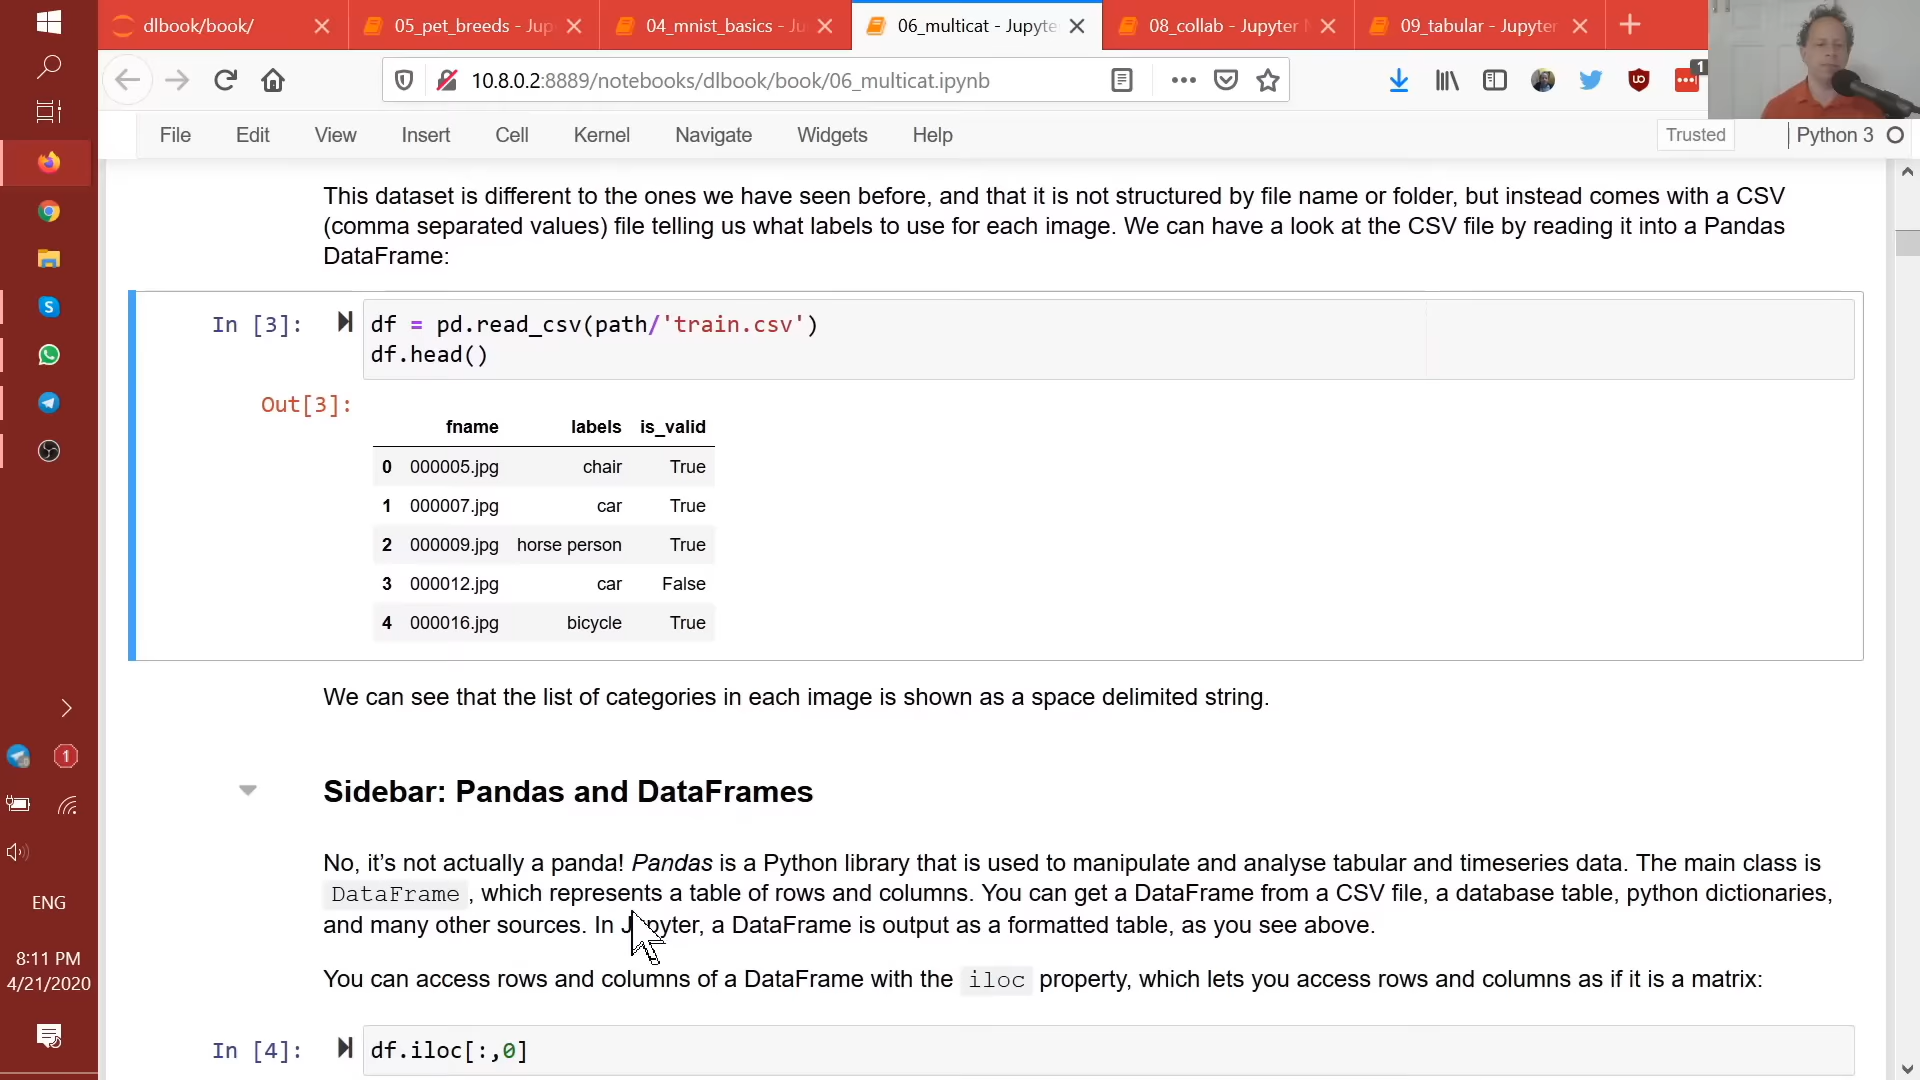 dlbook/book/
05_pet_breeds - Jup
04_mnist_basics - Ju
06_multicat - Jupyte
08_collab - Jupyter
09_tabular - Jupyter
10.8.0.2:8889/notebooks/dlbook/book/06_multicat.ipynb
1
File Edit View Insert Cell Kernel Navigate Widgets Help
Trusted
Python 3
This dataset is different to the ones we have seen before, and that it is not structured by file name or folder, but instead comes with a CSV
(comma separated values) file telling us what labels to use for each image. We can have a look at the CSV file by reading it into a Pandas
DataFrame:
In [3]:
df = pd.read_csv(path/'train.csv')
df.head()
Out[3]:
fname labels is_valid
0 000005.jpg chair True
1 000007.jpg car True
2 000009.jpg horse person True
3 000012.jpg car False
4 000016.jpg bicycle True
We can see that the list of categories in each image is shown as a space delimited string.
Sidebar: Pandas and DataFrames
No, it's not actually a panda! Pandas is a Python library that is used to manipulate and analyse tabular and timeseries data. The main class is
DataFrame, which represents a table of rows and columns. You can get a DataFrame from a CSV file, a database table, python dictionaries,
and many other sources. In Jupyter, a DataFrame is output as a formatted table, as you see above.
You can access rows and columns of a DataFrame with the iloc property, which lets you access rows and columns as if it is a matrix:
In [4]:
df.iloc[:,0]
1
ENG
8:11 PM
4/21/2020